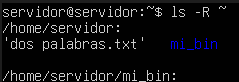 servidor@servidor:~$ ls -R ~
/home/servidor:
'dos palabras.txt'   mi_bin

/home/servidor/mi_bin: